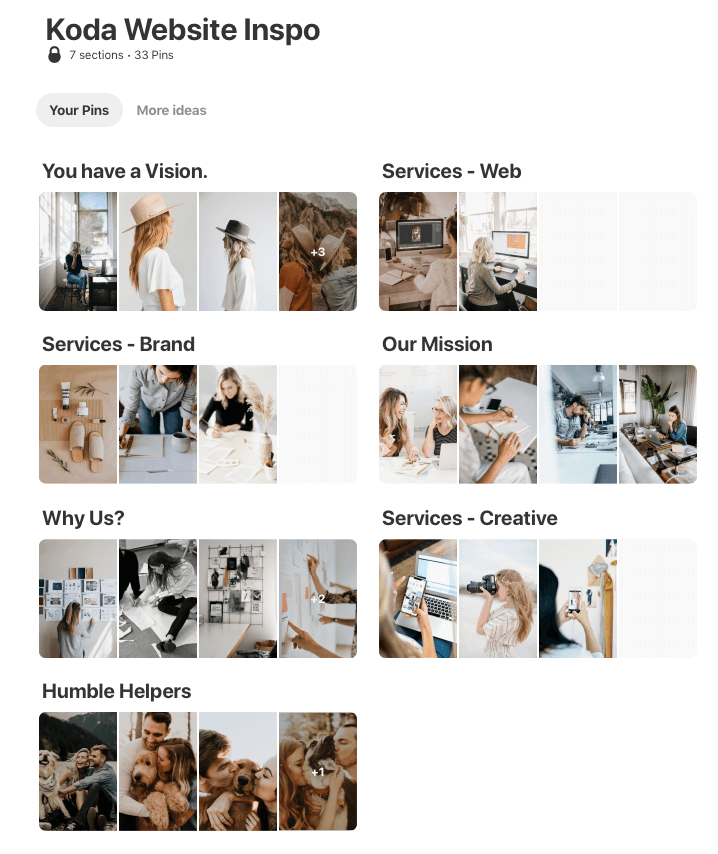 Koda Website Inspo
7 sections · 33 Pins
Your Pins
More ideas
You have a Vision.
Services - Web
+3
Services - Brand
Our Mission
Why Us?
Services - Creative
+2
Humble Helpers
+1